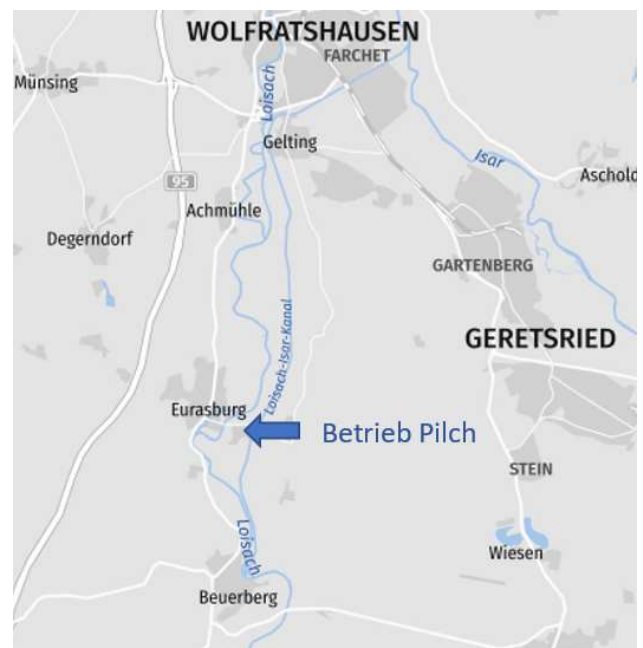 WOLFRATSHAUSEN
FARCHET
Münsing
Loisach
Gelting
Isar
Aschold
95
Achmühle
Degerndorf
GARTENBERG
Loisach-Isar-Kanal
GERETSRIED
Eurasburg
Betrieb Pilch
STEIN
Loisach
Wiesen
Beuerberg